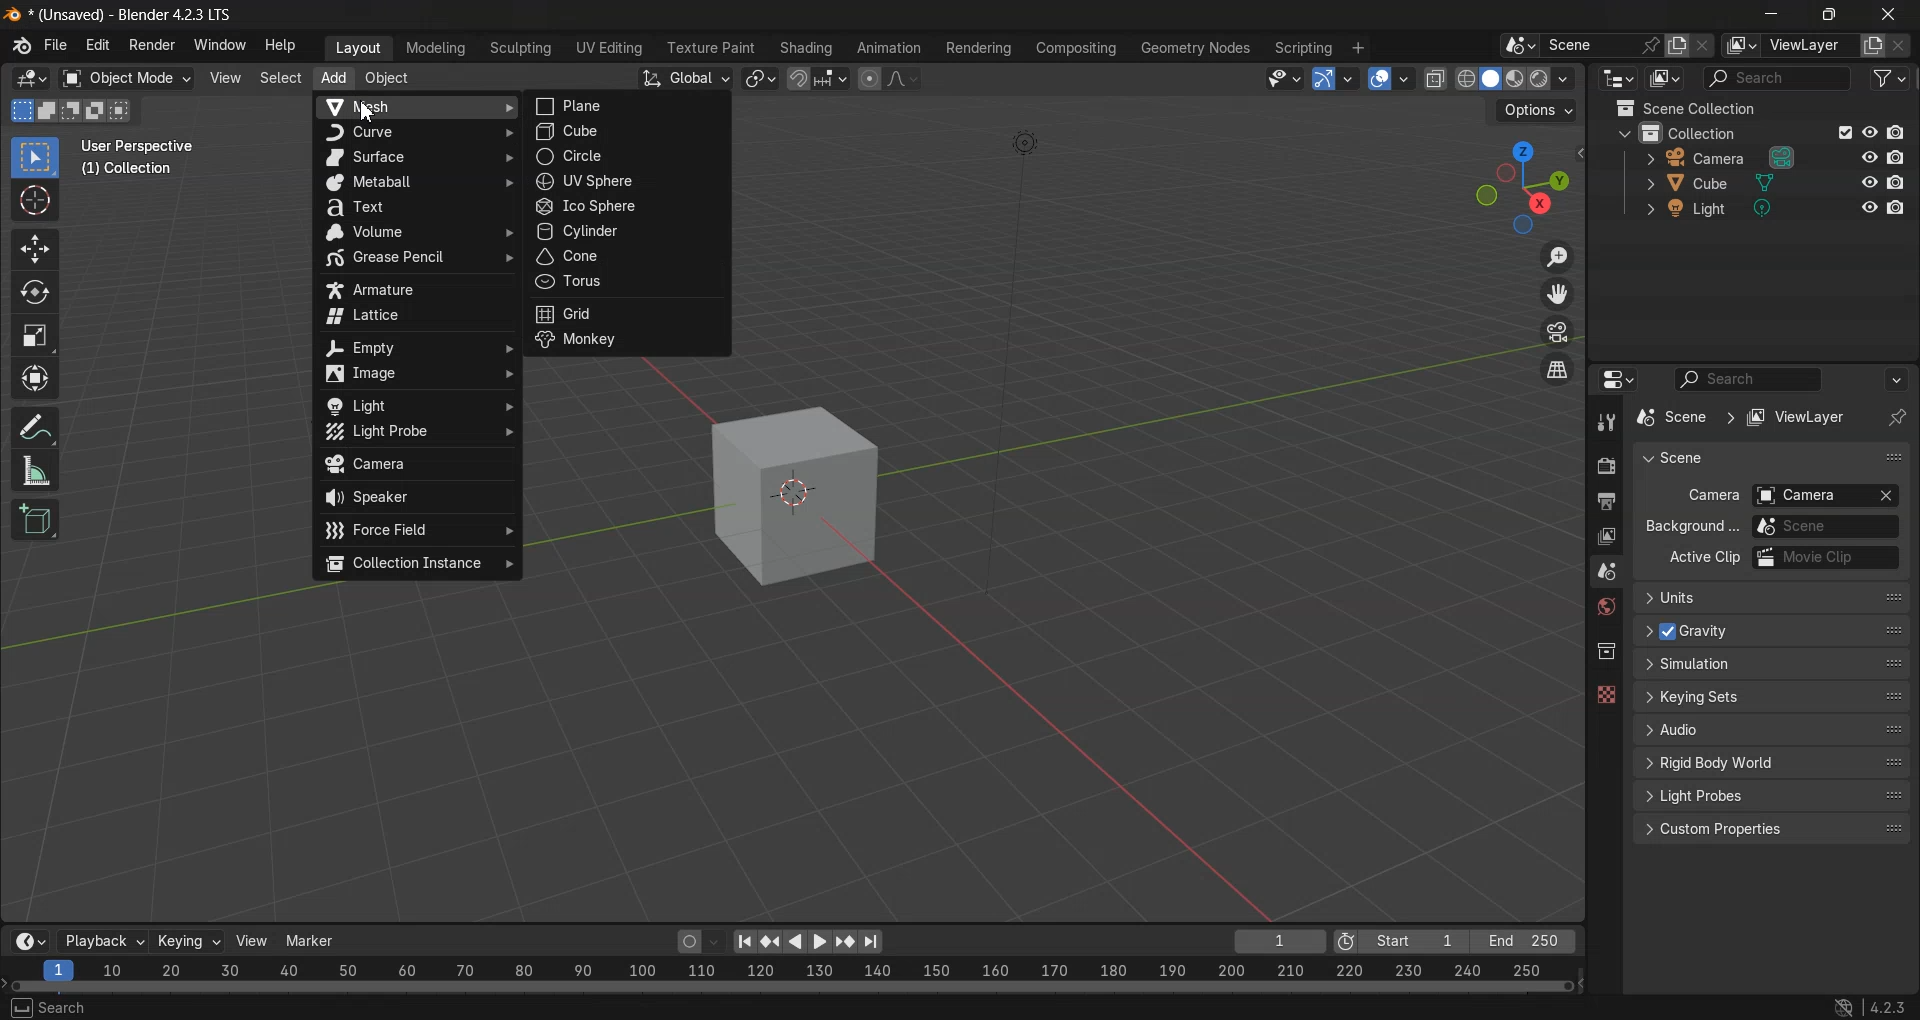 * (Unsaved) - Blender 4.2.3 LTS
File Edit Render Window Help Layout Modeling Sculpting UV Editing Texture Paint Shading Animation Rendering Compositing Geometry Nodes Scripting + Scene ViewLayer
Object Mode View Select Add Object Global Search
Options
User Perspective
(1) Collection
Mesh
Curve
Surface
Metaball
Text
Volume
Grease Pencil
Armature
Lattice
Empty
Image
Light
Light Probe
Camera
Speaker
Force Field
Collection Instance
Plane
Cube
Circle
UV Sphere
Ico Sphere
Cylinder
Cone
Torus
Grid
Monkey
Z
Y
X
Scene Collection
Collection
Camera
Cube
Light
Search
Scene > ViewLayer
Scene
Camera Camera
Background ... Scene
Active Clip Movie Clip
Units
Gravity
Simulation
Keying Sets
Audio
Rigid Body World
Light Probes
Custom Properties
Playback Keying View Marker 1 Start 1 End 250
1 10 20 30 40 50 60 70 80 90 100 110 120 130 140 150 160 170 180 190 200 210 220 230 240 250
Search 4.2.3